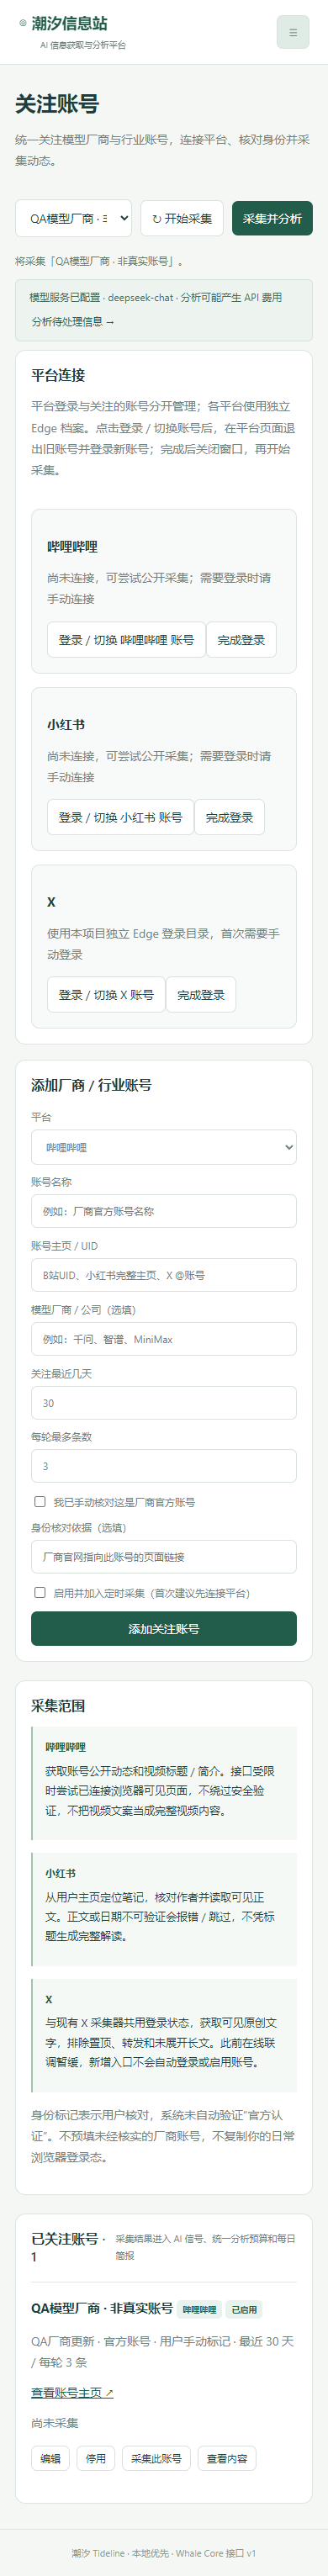 ◎ 潮汐信息站
AI 信息获取与分析平台
☰
关注账号
统一关注模型厂商与行业账号，连接平台、核对身份并采
集动态。
QA模型厂商 · 非
↻ 开始采集
采集并分析
将采集「QA模型厂商 · 非真实账号」。
模型服务已配置 · deepseek-chat · 分析可能产生 API 费用
分析待处理信息 →
平台连接
平台登录与关注的账号分开管理；各平台使用独立
Edge 档案。点击登录 / 切换账号后，在平台页面退
出旧账号并登录新账号；完成后关闭窗口，再开始
采集。
哔哩哔哩
尚未连接，可尝试公开采集；需要登录时请
手动连接
登录 / 切换 哔哩哔哩 账号
完成登录
小红书
尚未连接，可尝试公开采集；需要登录时请
手动连接
登录 / 切换 小红书 账号
完成登录
X
使用本项目独立 Edge 登录目录，首次需要手
动登录
登录 / 切换 X 账号
完成登录
添加厂商 / 行业账号
平台
哔哩哔哩
账号名称
例如：厂商官方账号名称
账号主页 / UID
B站UID、小红书完整主页、X @账号
模型厂商 / 公司（选填）
例如：千问、智谱、MiniMax
关注最近几天
30
每轮最多条数
3
我已手动核对这是厂商官方账号
身份核对依据（选填）
厂商官网指向此账号的页面链接
启用并加入定时采集（首次建议先连接平台）
添加关注账号
采集范围
哔哩哔哩
获取账号公开动态和视频标题 / 简介。接口受限
时尝试已连接浏览器可见页面，不绕过安全验
证，不把视频文案当成完整视频内容。
小红书
从用户主页定位笔记，核对作者并读取可见正
文。正文或日期不可验证会报错 / 跳过，不凭标
题生成完整解读。
X
与现有 X 采集器共用登录状态，获取可见原创文
字，排除置顶、转发和未展开长文。此前在线联
调暂缓，新增入口不会自动登录或启用账号。
身份标记表示用户核对，系统未自动验证“官方认
证”。不预填未经核实的厂商账号，不复制你的日常
浏览器登录态。
已关注账号 ·
1
采集结果进入 AI 信号、统一分析预算和每日
简报
QA模型厂商 · 非真实账号 哔哩哔哩 已启用
QA厂商更新 · 官方账号 · 用户手动标记 · 最近 30 天
/ 每轮 3 条
查看账号主页 ↗
尚未采集
编辑
停用
采集此账号
查看内容
潮汐 Tideline · 本地优先 · Whale Core 接口 v1